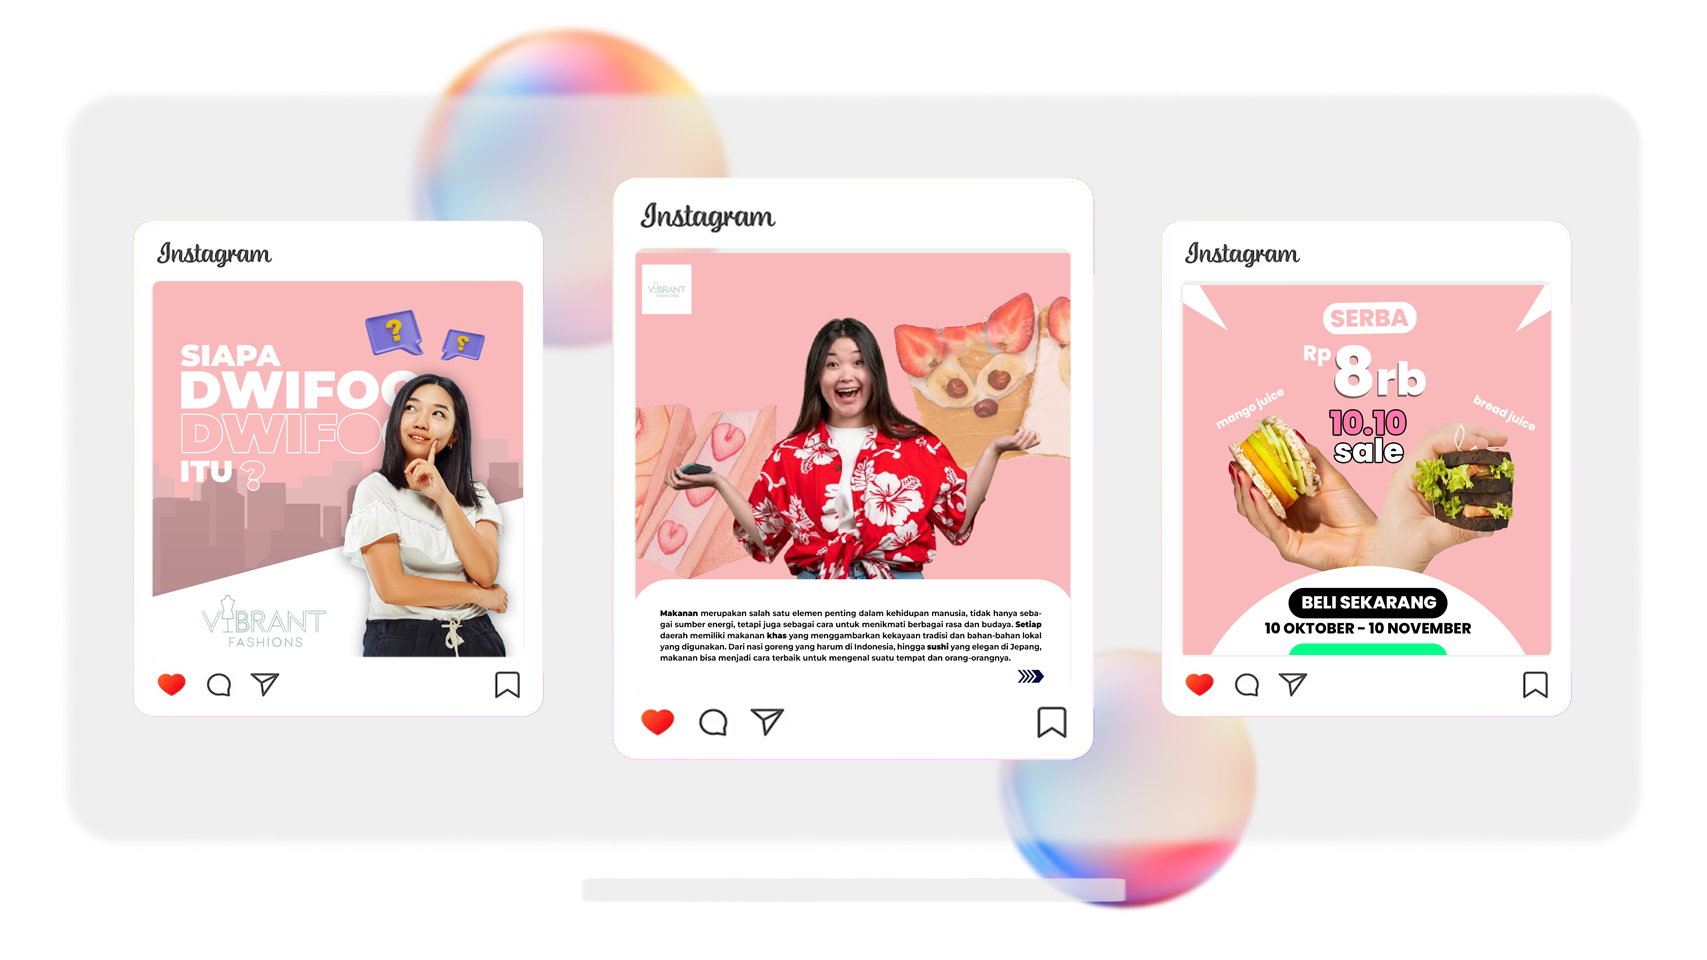 Instagram
SIAPA
DWIFOO
DWIFO
ITU ?
? ?
VIBRANT
FASHIONS
Instagram
VIBRANT
FASHIONS
Makanan merupakan salah satu elemen penting dalam kehidupan manusia, tidak hanya seba-
gai sumber energi, tetapi juga sebagai cara untuk menikmati berbagai rasa dan budaya. Setiap
daerah memiliki makanan khas yang menggambarkan kekayaan tradisi dan bahan-bahan lokal
yang digunakan. Dari nasi goreng yang harum di Indonesia, hingga sushi yang elegan di Jepang,
makanan bisa menjadi cara terbaik untuk mengenal suatu tempat dan orang-orangnya.
Instagram
SERBA
Rp 8rb
10.10
sale
mango juice
bread juice
BELI SEKARANG
10 OKTOBER - 10 NOVEMBER